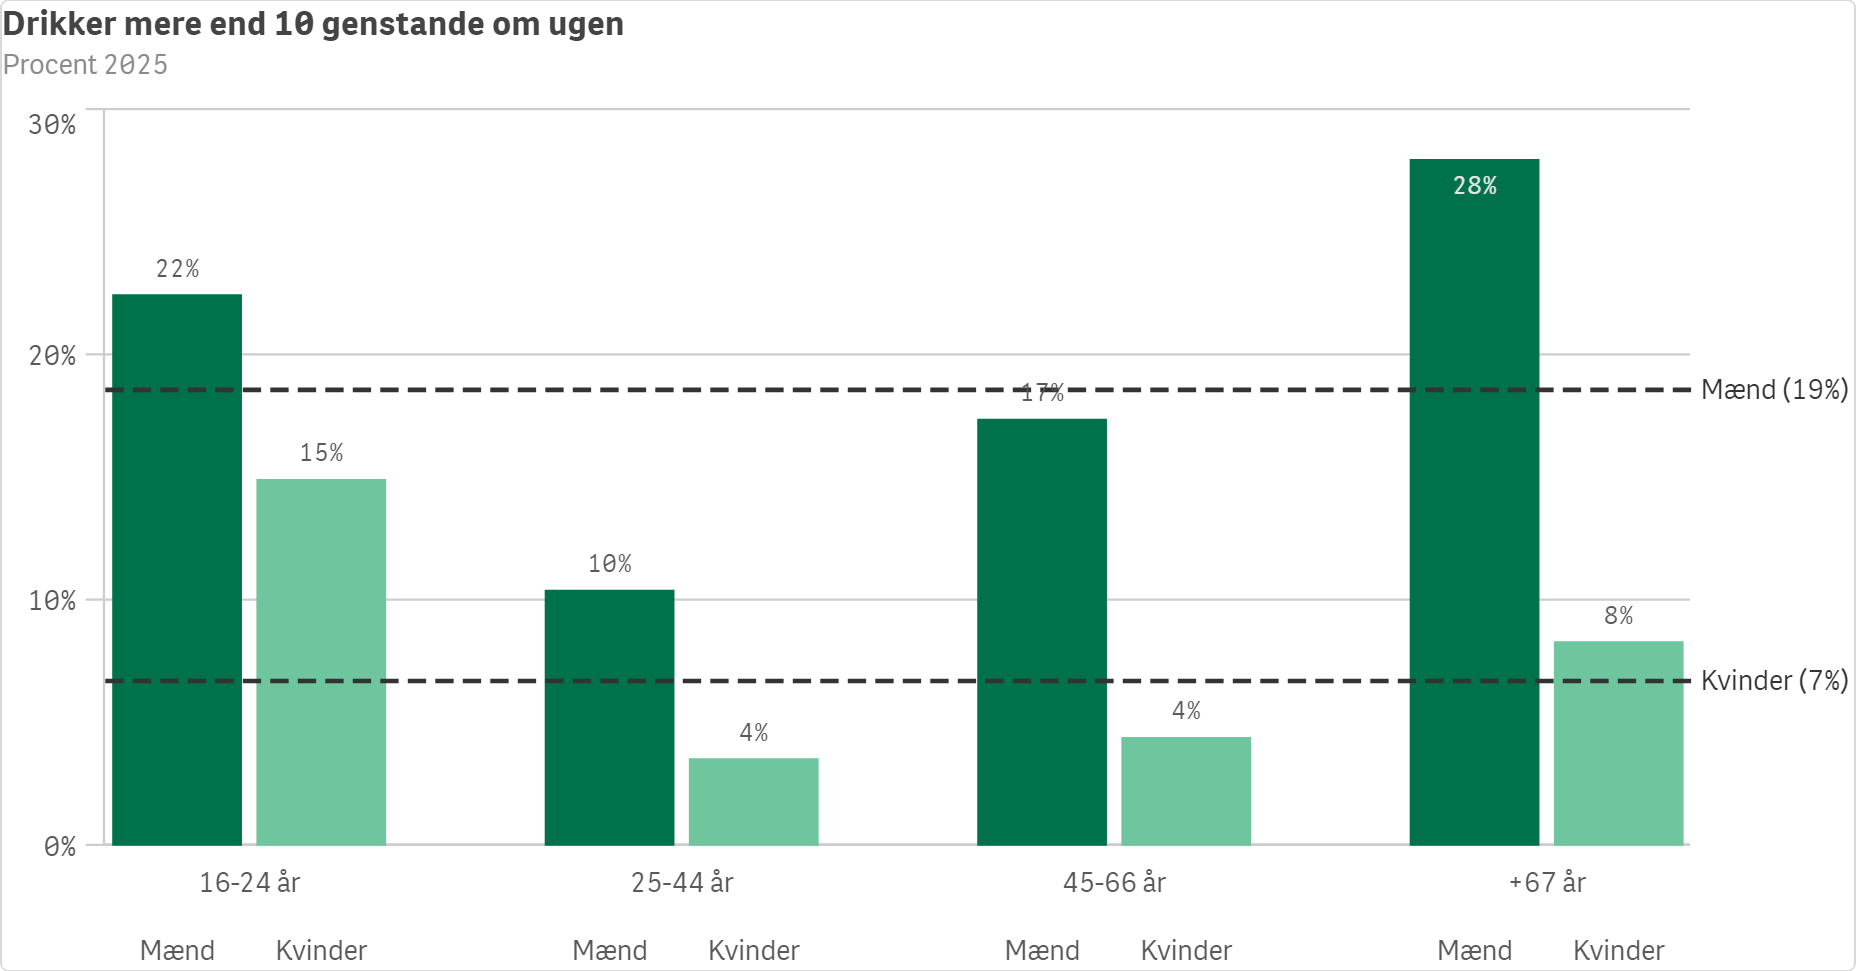 Drikker mere end 10 genstande om ugen
Procent 2025
30%
20%
10%
0%
22%
15%
10%
4%
17%
4%
28%
8%
Mænd (19%)
Kvinder (7%)
16-24 år
25-44 år
45-66 år
+67 år
Mænd Kvinder Mænd Kvinder Mænd Kvinder Mænd Kvinder